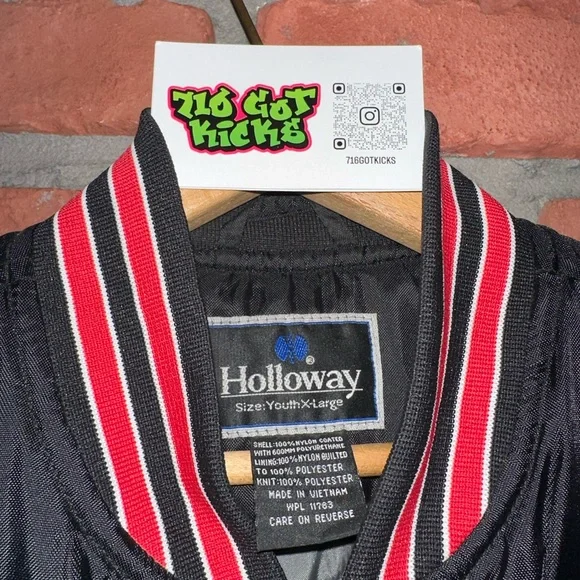 716 GOT
KICKS
716GOTKICKS
®
Holloway
Size: Youth X-Large
SHELL: 100% NYLON COATED
WITH 600MM POLYURETHANE
LINING: 100% NYLON QUILTED
TO 100% POLYESTER
KNIT: 100% POLYESTER
MADE IN VIETNAM
WPL 11763
CARE ON REVERSE